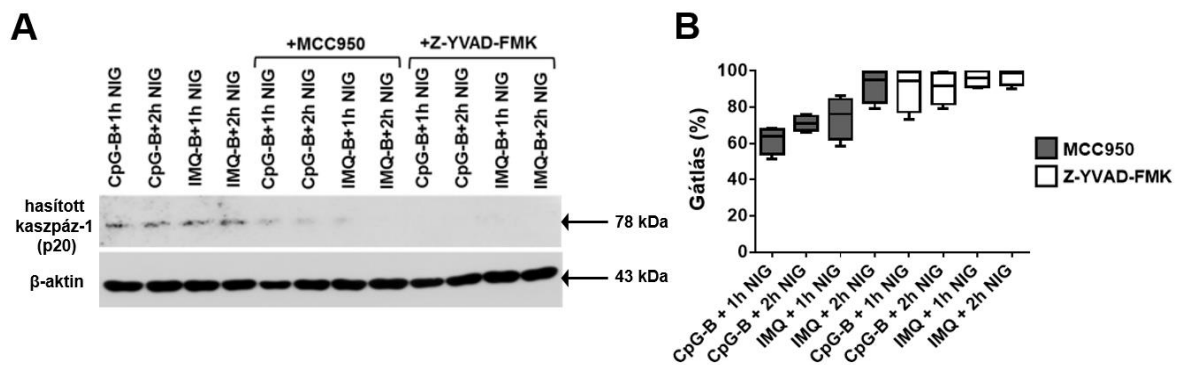 A
+MCC950
+Z-YVAD-FMK
CpG-B+1h NIG
CpG-B+2h NIG
IMQ-B+1h NIG
IMQ-B+2h NIG
CpG-B+1h NIG
CpG-B+2h NIG
IMQ-B+1h NIG
IMQ-B+2h NIG
CpG-B+1h NIG
CpG-B+2h NIG
IMQ-B+1h NIG
IMQ-B+2h NIG
hasított
kaszpáz-1
(p20)
78 kDa
β-aktin
43 kDa
B
Gátlás (%)
100
80
60
40
20
0
CpG-B + 1h NIG
CpG-B + 2h NIG
IMQ + 1h NIG
IMQ + 2h NIG
CpG-B + 1h NIG
CpG-B + 2h NIG
IMQ + 1h NIG
IMQ + 2h NIG
MCC950
Z-YVAD-FMK